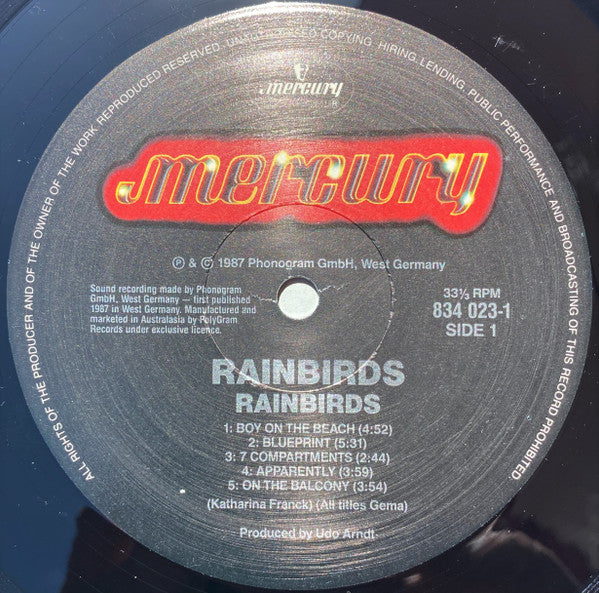 ALL RIGHTS OF THE PRODUCER AND OF THE OWNER OF THE WORK REPRODUCED RESERVED. UNAUTHORISED COPYING, HIRING, LENDING, PUBLIC PERFORMANCE AND BROADCASTING OF THIS RECORD PROHIBITED
mercury
®
mercury
℗ & © 1987 Phonogram GmbH, West Germany
Sound recording made by Phonogram
GmbH, West Germany — first published
1987 in West Germany. Manufactured and
marketed in Australasia by PolyGram
Records under exclusive licence.
33⅓ RPM
834 023-1
SIDE 1
RAINBIRDS
RAINBIRDS
1: BOY ON THE BEACH (4:52)
2: BLUEPRINT (5:31)
3: 7 COMPARTMENTS (2:44)
4: APPARENTLY (3:59)
5: ON THE BALCONY (3:54)
(Katharina Franck) (All titles Gema)
Produced by Udo Arndt